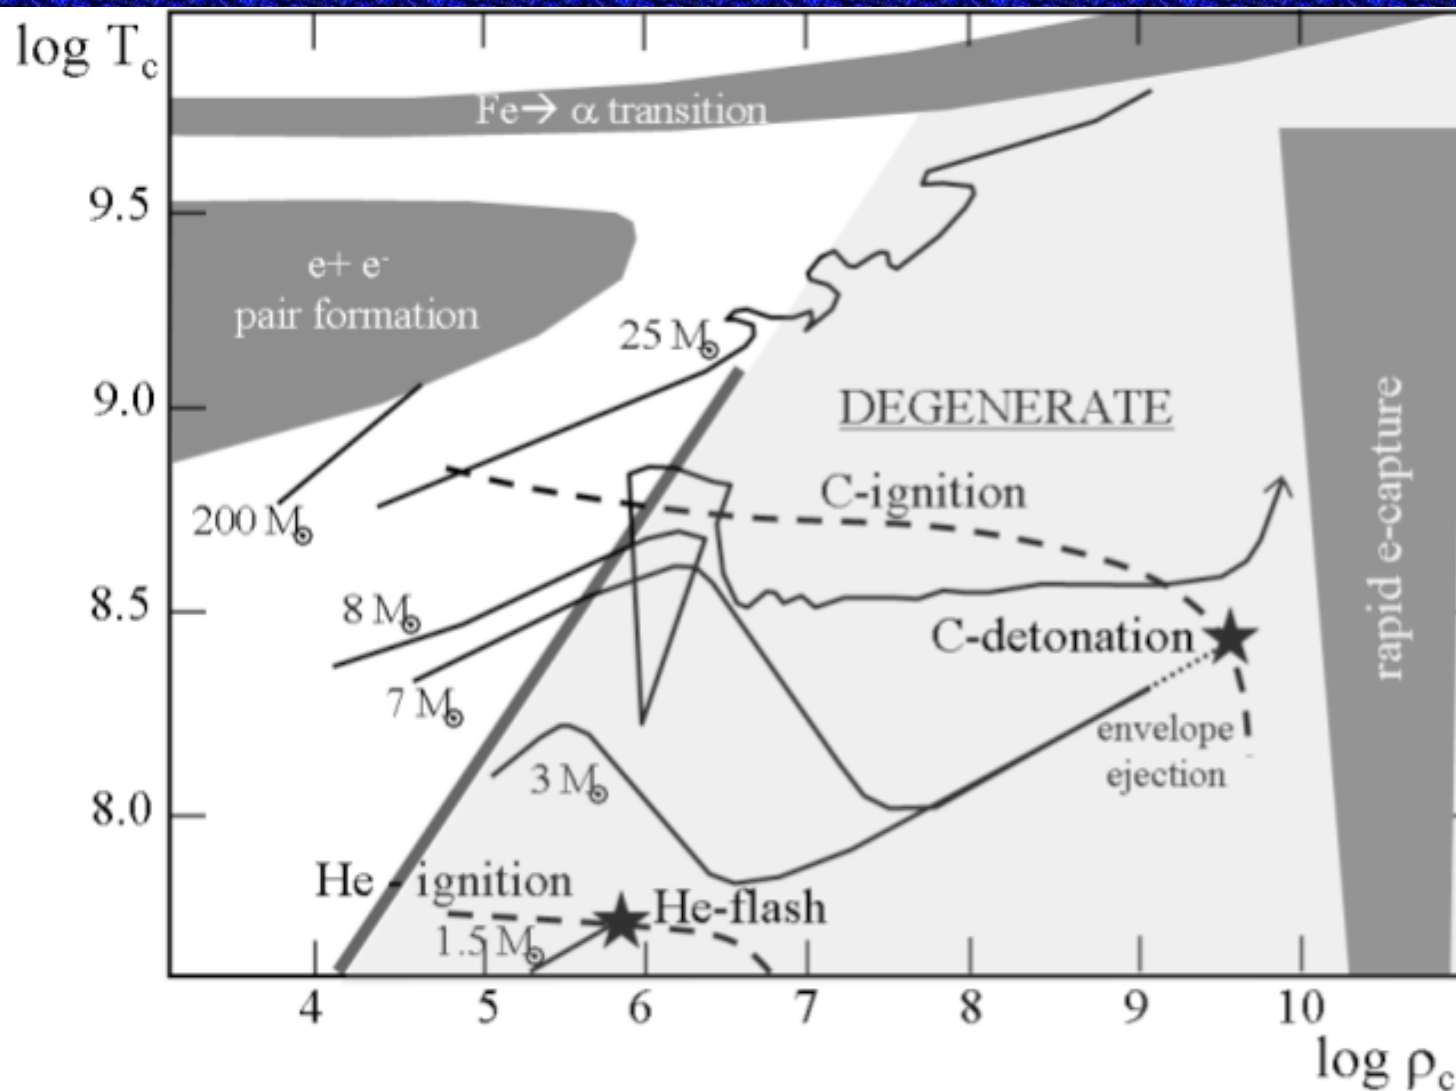 log Tc
Fe→ α transition
9.5
e+ e-
pair formation
25 M☉
9.0
DEGENERATE
C-ignition
200 M☉
rapid e-capture
8.5
8 M☉
C-detonation
7 M☉
envelope
ejection
3 M☉
8.0
He - ignition
He-flash
1.5 M☉
4 5 6 7 8 9 10
log ρc